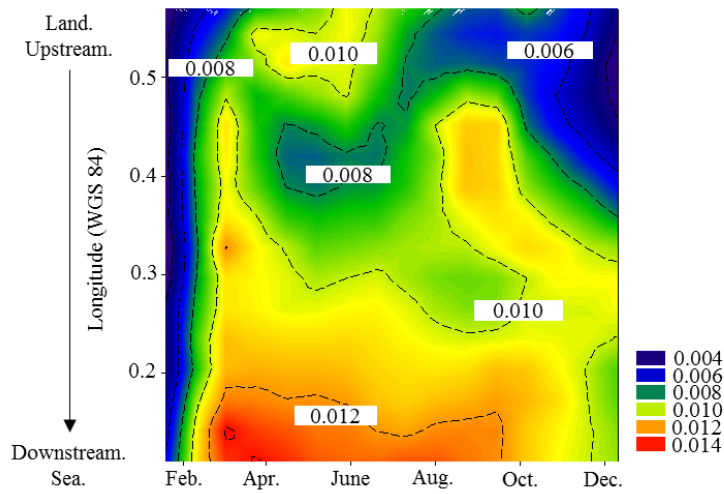 Land.
Upstream.
Longitude (WGS 84)
Downstream.
Sea.
0.5
0.4
0.3
0.2
0.008
0.010
0.006
0.008
0.010
0.012
Feb. Apr. June Aug. Oct. Dec.
0.004
0.006
0.008
0.010
0.012
0.014